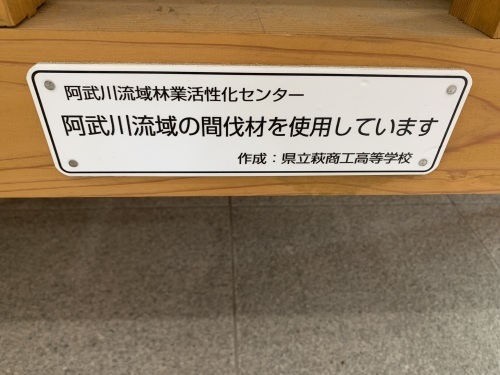 阿武川流域林業活性化センター
阿武川流域の間伐材を使用しています
作成：県立萩商工高等学校